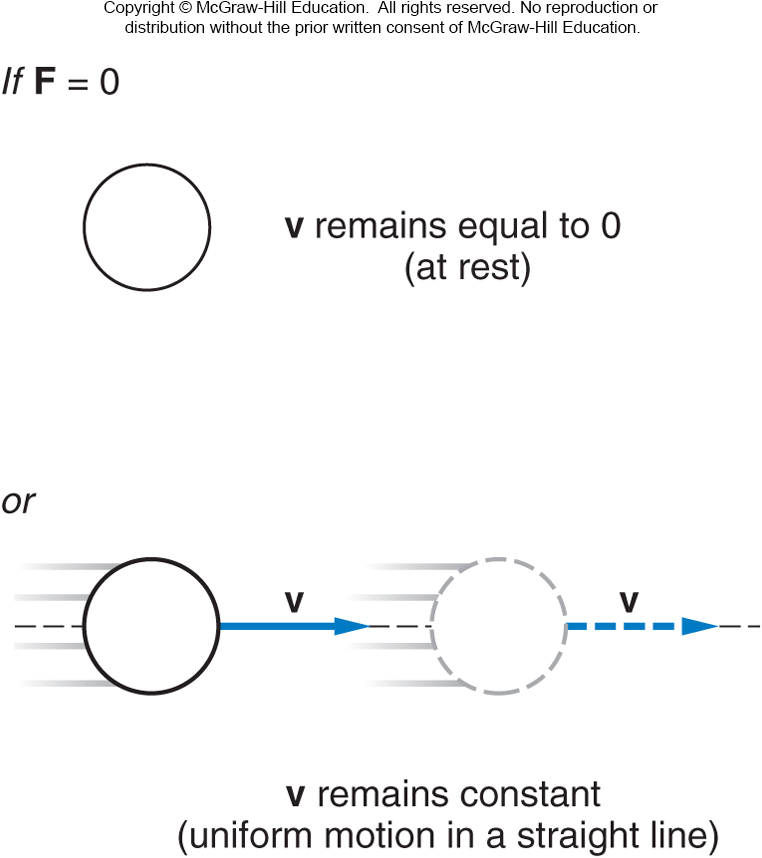 Copyright © McGraw-Hill Education.  All rights reserved. No reproduction or
distribution without the prior written consent of McGraw-Hill Education.
If F = 0
v remains equal to 0
(at rest)
or
v
v
v remains constant
(uniform motion in a straight line)